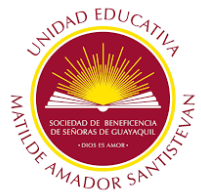 UNIDAD EDUCATIVA
SOCIEDAD DE BENEFICENCIA
DE SEÑORAS DE GUAYAQUIL
• DIOS ES AMOR •
MATILDE AMADOR SANTISTEVAN